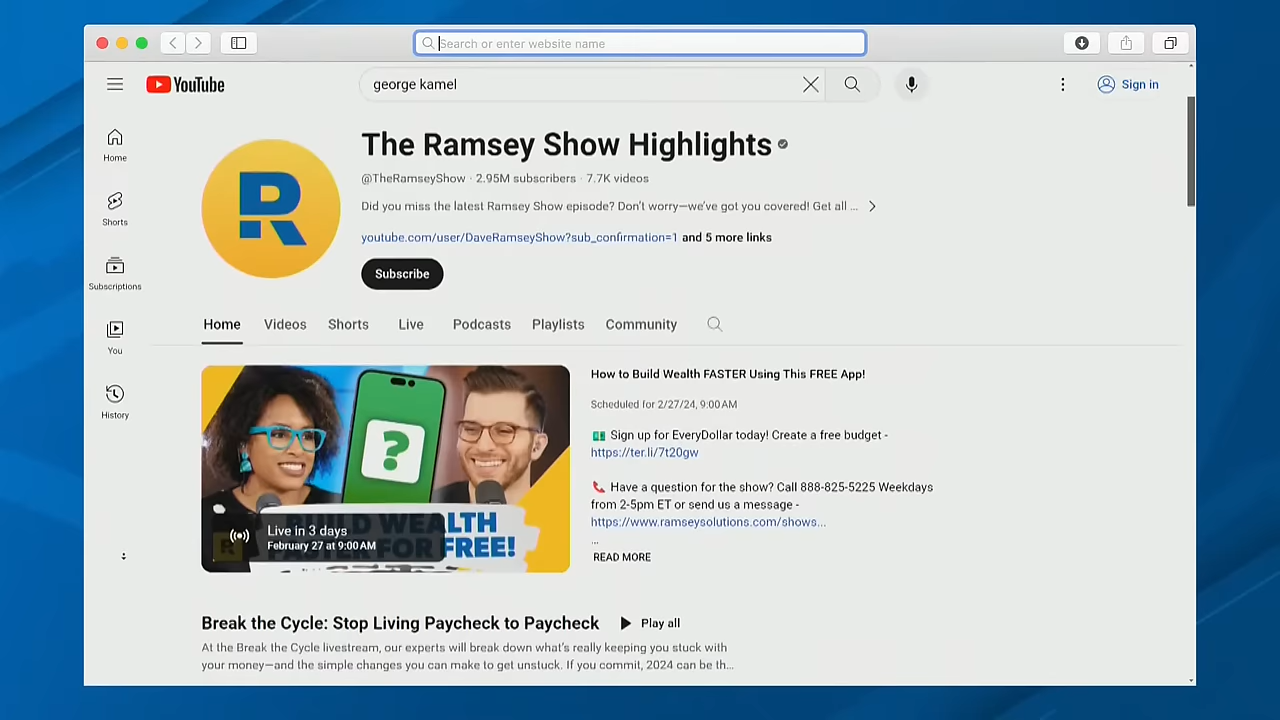 Search or enter website name
YouTube
george kamel
Sign in
The Ramsey Show Highlights
@TheRamseyShow · 2.95M subscribers · 7.7K videos
Did you miss the latest Ramsey Show episode? Don't worry—we've got you covered! Get all ...
youtube.com/user/DaveRamseyShow?sub_confirmation=1 and 5 more links
Subscribe
Home
Shorts
Subscriptions
You
History
Home Videos Shorts Live Podcasts Playlists Community
R
?
BUILD WEALTH
FASTER FOR FREE!
Live in 3 days
February 27 at 9:00 AM
How to Build Wealth FASTER Using This FREE App!
Scheduled for 2/27/24, 9:00 AM
💵 Sign up for EveryDollar today! Create a free budget -
https://ter.li/7t20gw
📞 Have a question for the show? Call 888-825-5225 Weekdays
from 2-5pm ET or send us a message -
https://www.ramseysolutions.com/shows...
...
READ MORE
Break the Cycle: Stop Living Paycheck to Paycheck Play all
At the Break the Cycle livestream, our experts will break down what's really keeping you stuck with
your money—and the simple changes you can make to get unstuck. If you commit, 2024 can be th...